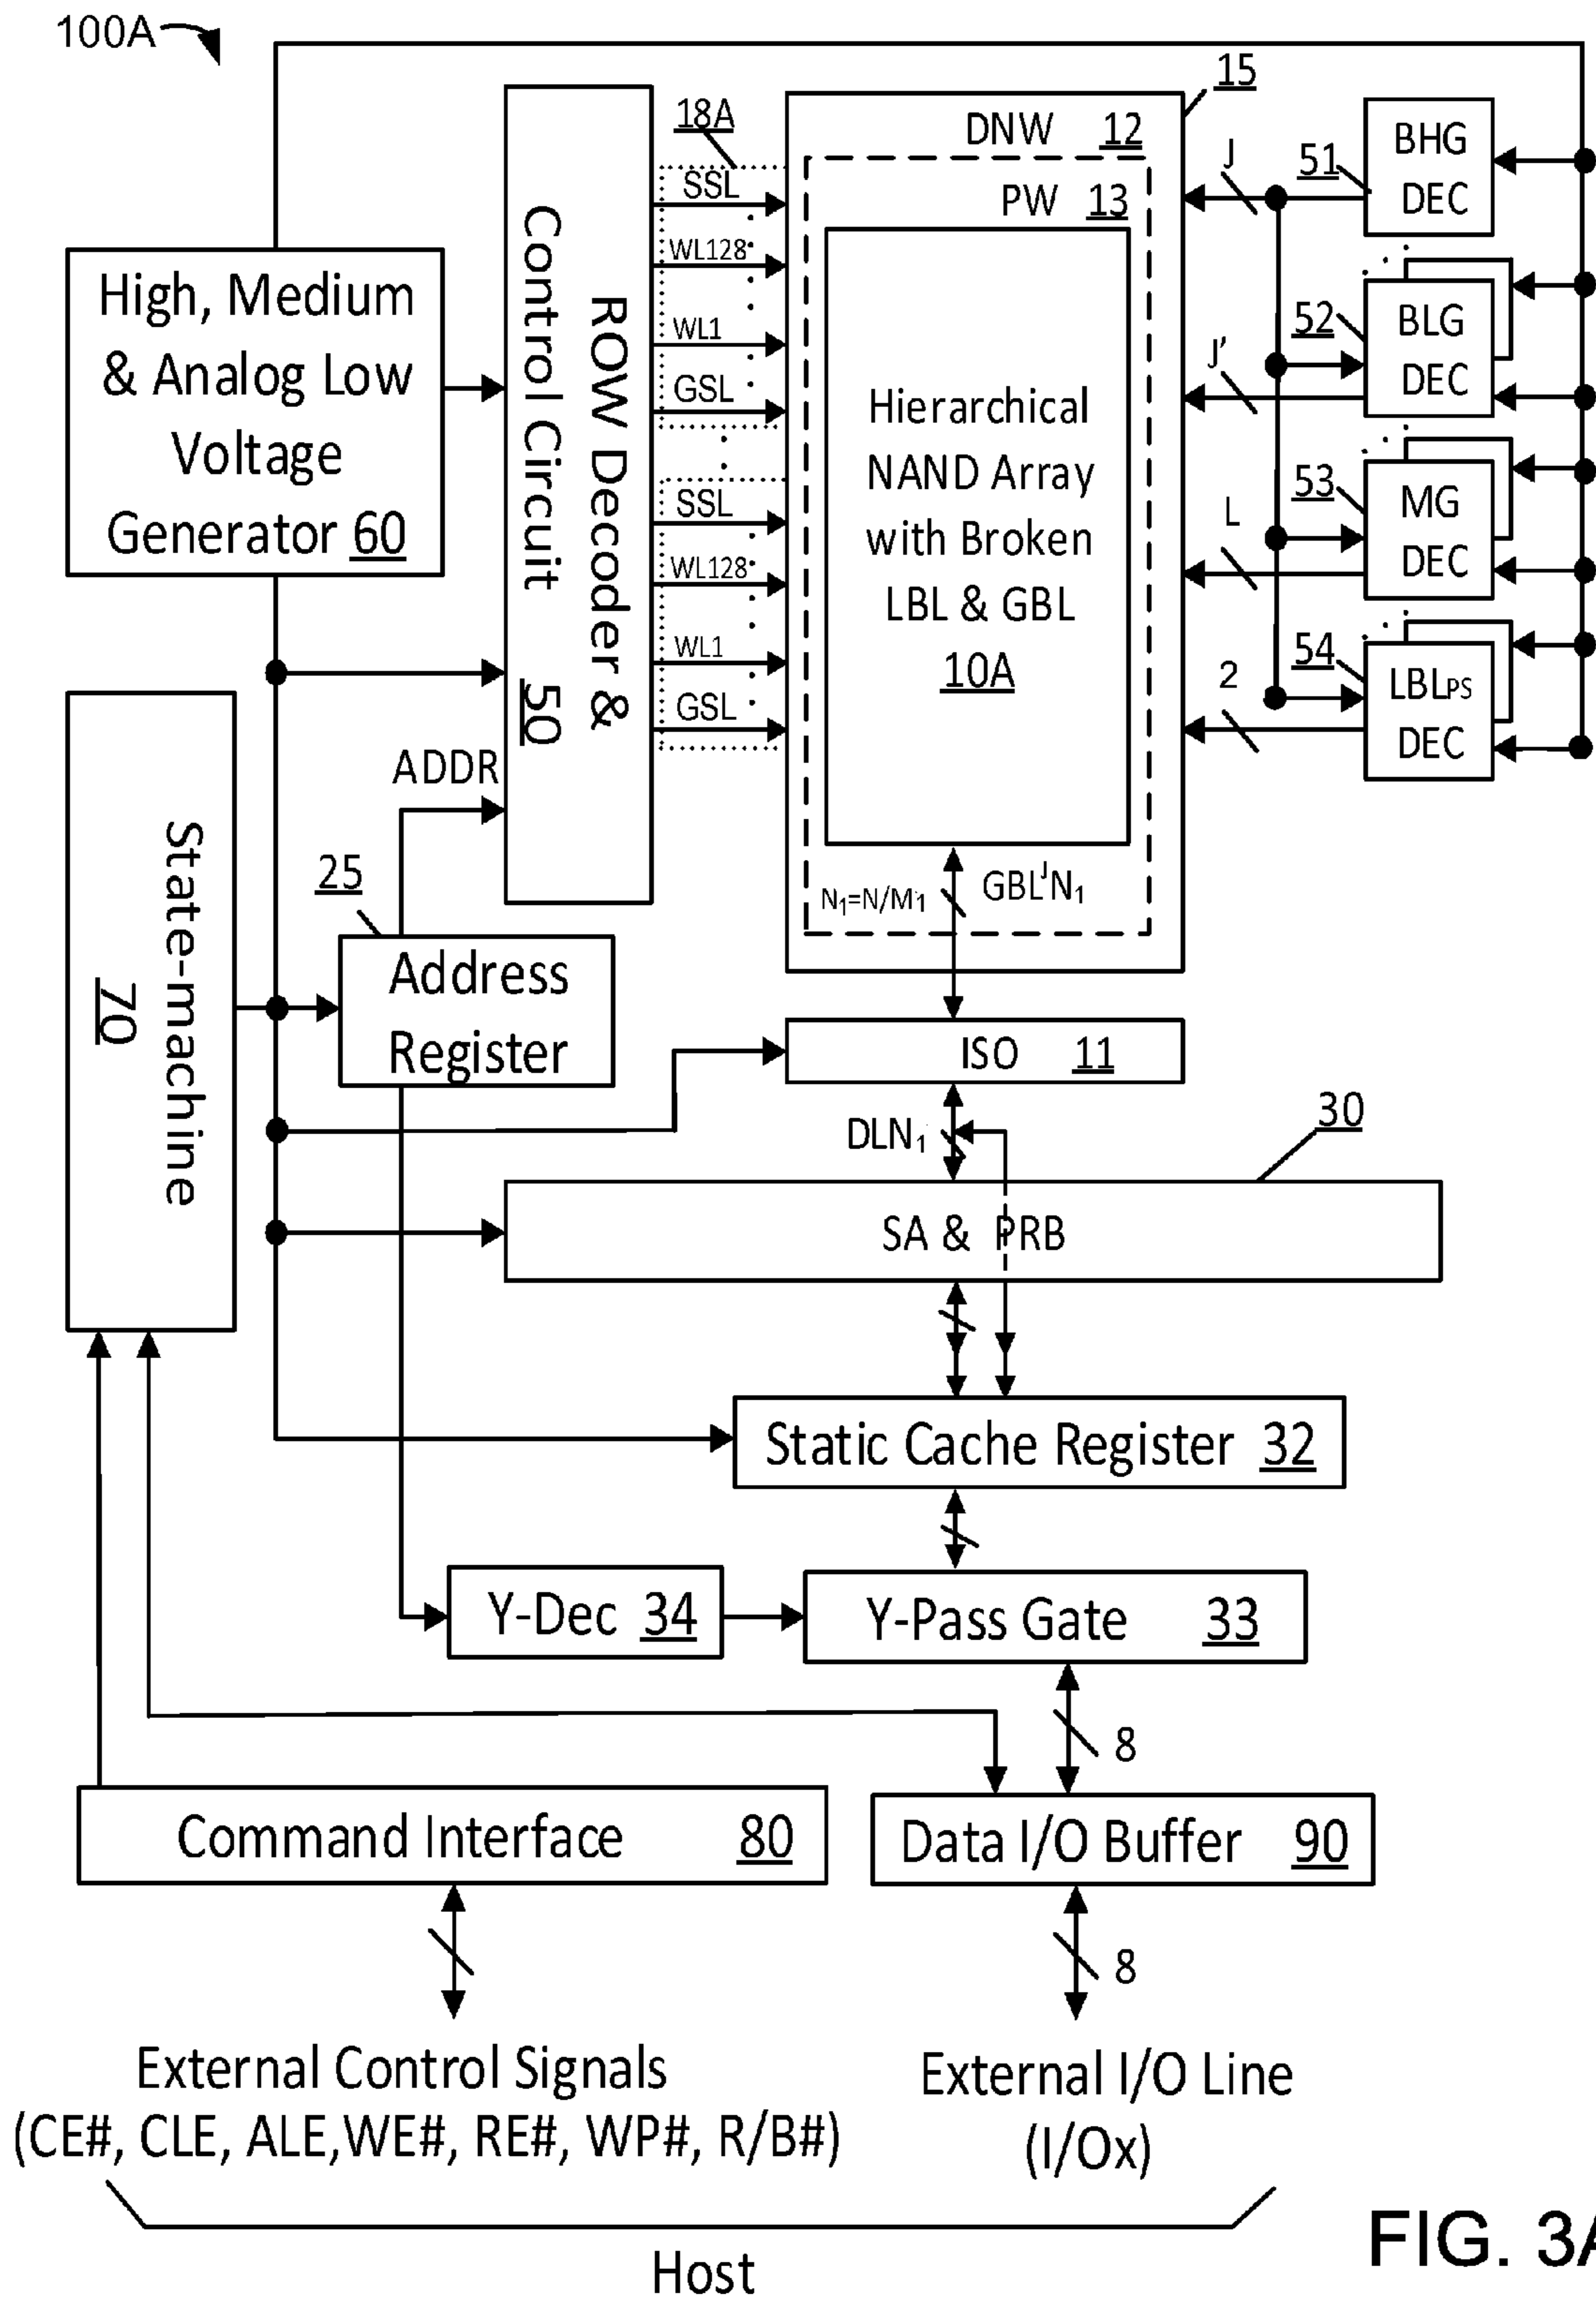 100A
High, Medium
& Analog Low
Voltage
Generator 60
ROW Decoder &
Control Circuit 50
18A
SSL
WL128
WL1
GSL
SSL
WL128
WL1
GSL
15
DNW 12
PW 13
Hierarchical
NAND Array
with Broken
LBL & GBL
10A
N₁=N/M₁
GBLᴶN₁
J
J'
L
2
51
BHG
DEC
52
BLG
DEC
53
MG
DEC
54
LBLPS
DEC
State-machine
70
ADDR
25
Address
Register
ISO 11
DLN₁
30
SA & PRB
Static Cache Register 32
Y-Dec 34
Y-Pass Gate 33
8
Command Interface 80
Data I/O Buffer 90
8
External Control Signals
(CE#, CLE, ALE,WE#, RE#, WP#, R/B#)
External I/O Line
(I/Ox)
Host
FIG. 3A